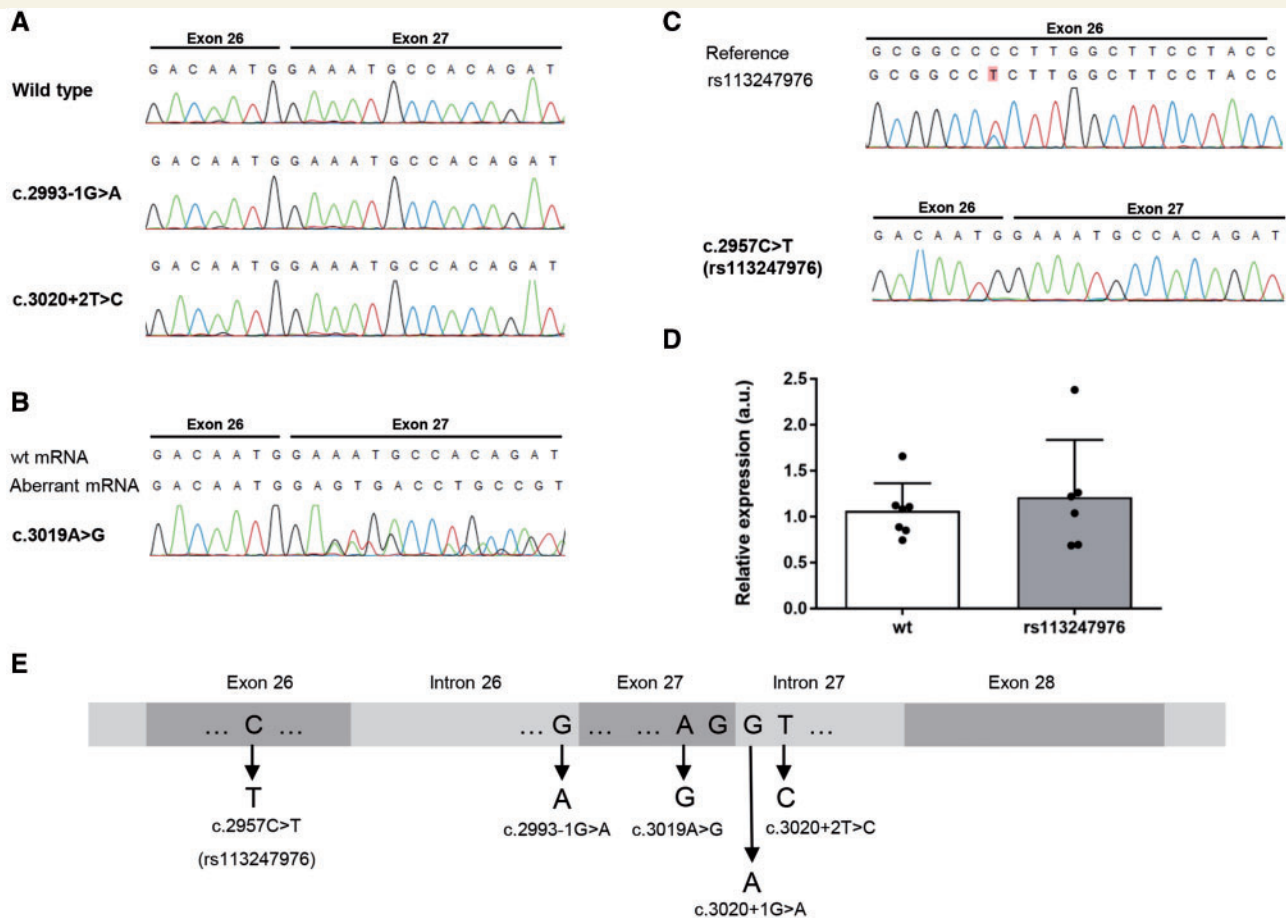 A
Exon 26 Exon 27
G A C A A T G G A A A T G C C A C A G A T
Wild type
G A C A A T G G A A A T G C C A C A G A T
c.2993-1G>A
G A C A A T G G A A A T G C C A C A G A T
c.3020+2T>C
B
Exon 26 Exon 27
wt mRNA G A C A A T G G A A A T G C C A C A G A T
Aberrant mRNA G A C A A T G G A G T G A C C T G C C G T
c.3019A>G
C
Exon 26
Reference G C G G C C C C T T G G C T T C C T A C C
rs113247976 G C G G C C T C T T G G C T T C C T A C C
Exon 26 Exon 27
G A C A A T G G A A A T G C C A C A G A T
c.2957C>T
(rs113247976)
D
Relative expression (a.u.)
2.5
2.0
1.5
1.0
0.5
0.0
wt rs113247976
E
Exon 26 Intron 26 Exon 27 Intron 27 Exon 28
... C ... ... G ... ... A G G T ...
T A G C
c.2957C>T c.2993-1G>A c.3019A>G c.3020+2T>C
(rs113247976)
A
c.3020+1G>A